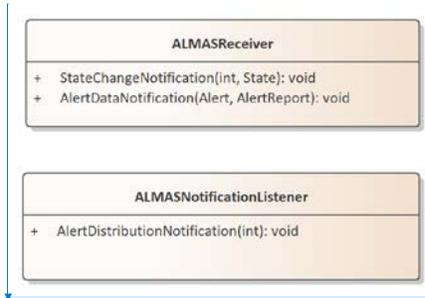 ALMASReceiver
+ StateChangeNotification(int, State): void
+ AlertDataNotification(Alert, AlertReport): void
ALMASNotificationListener
+ AlertDistributionNotification(int): void